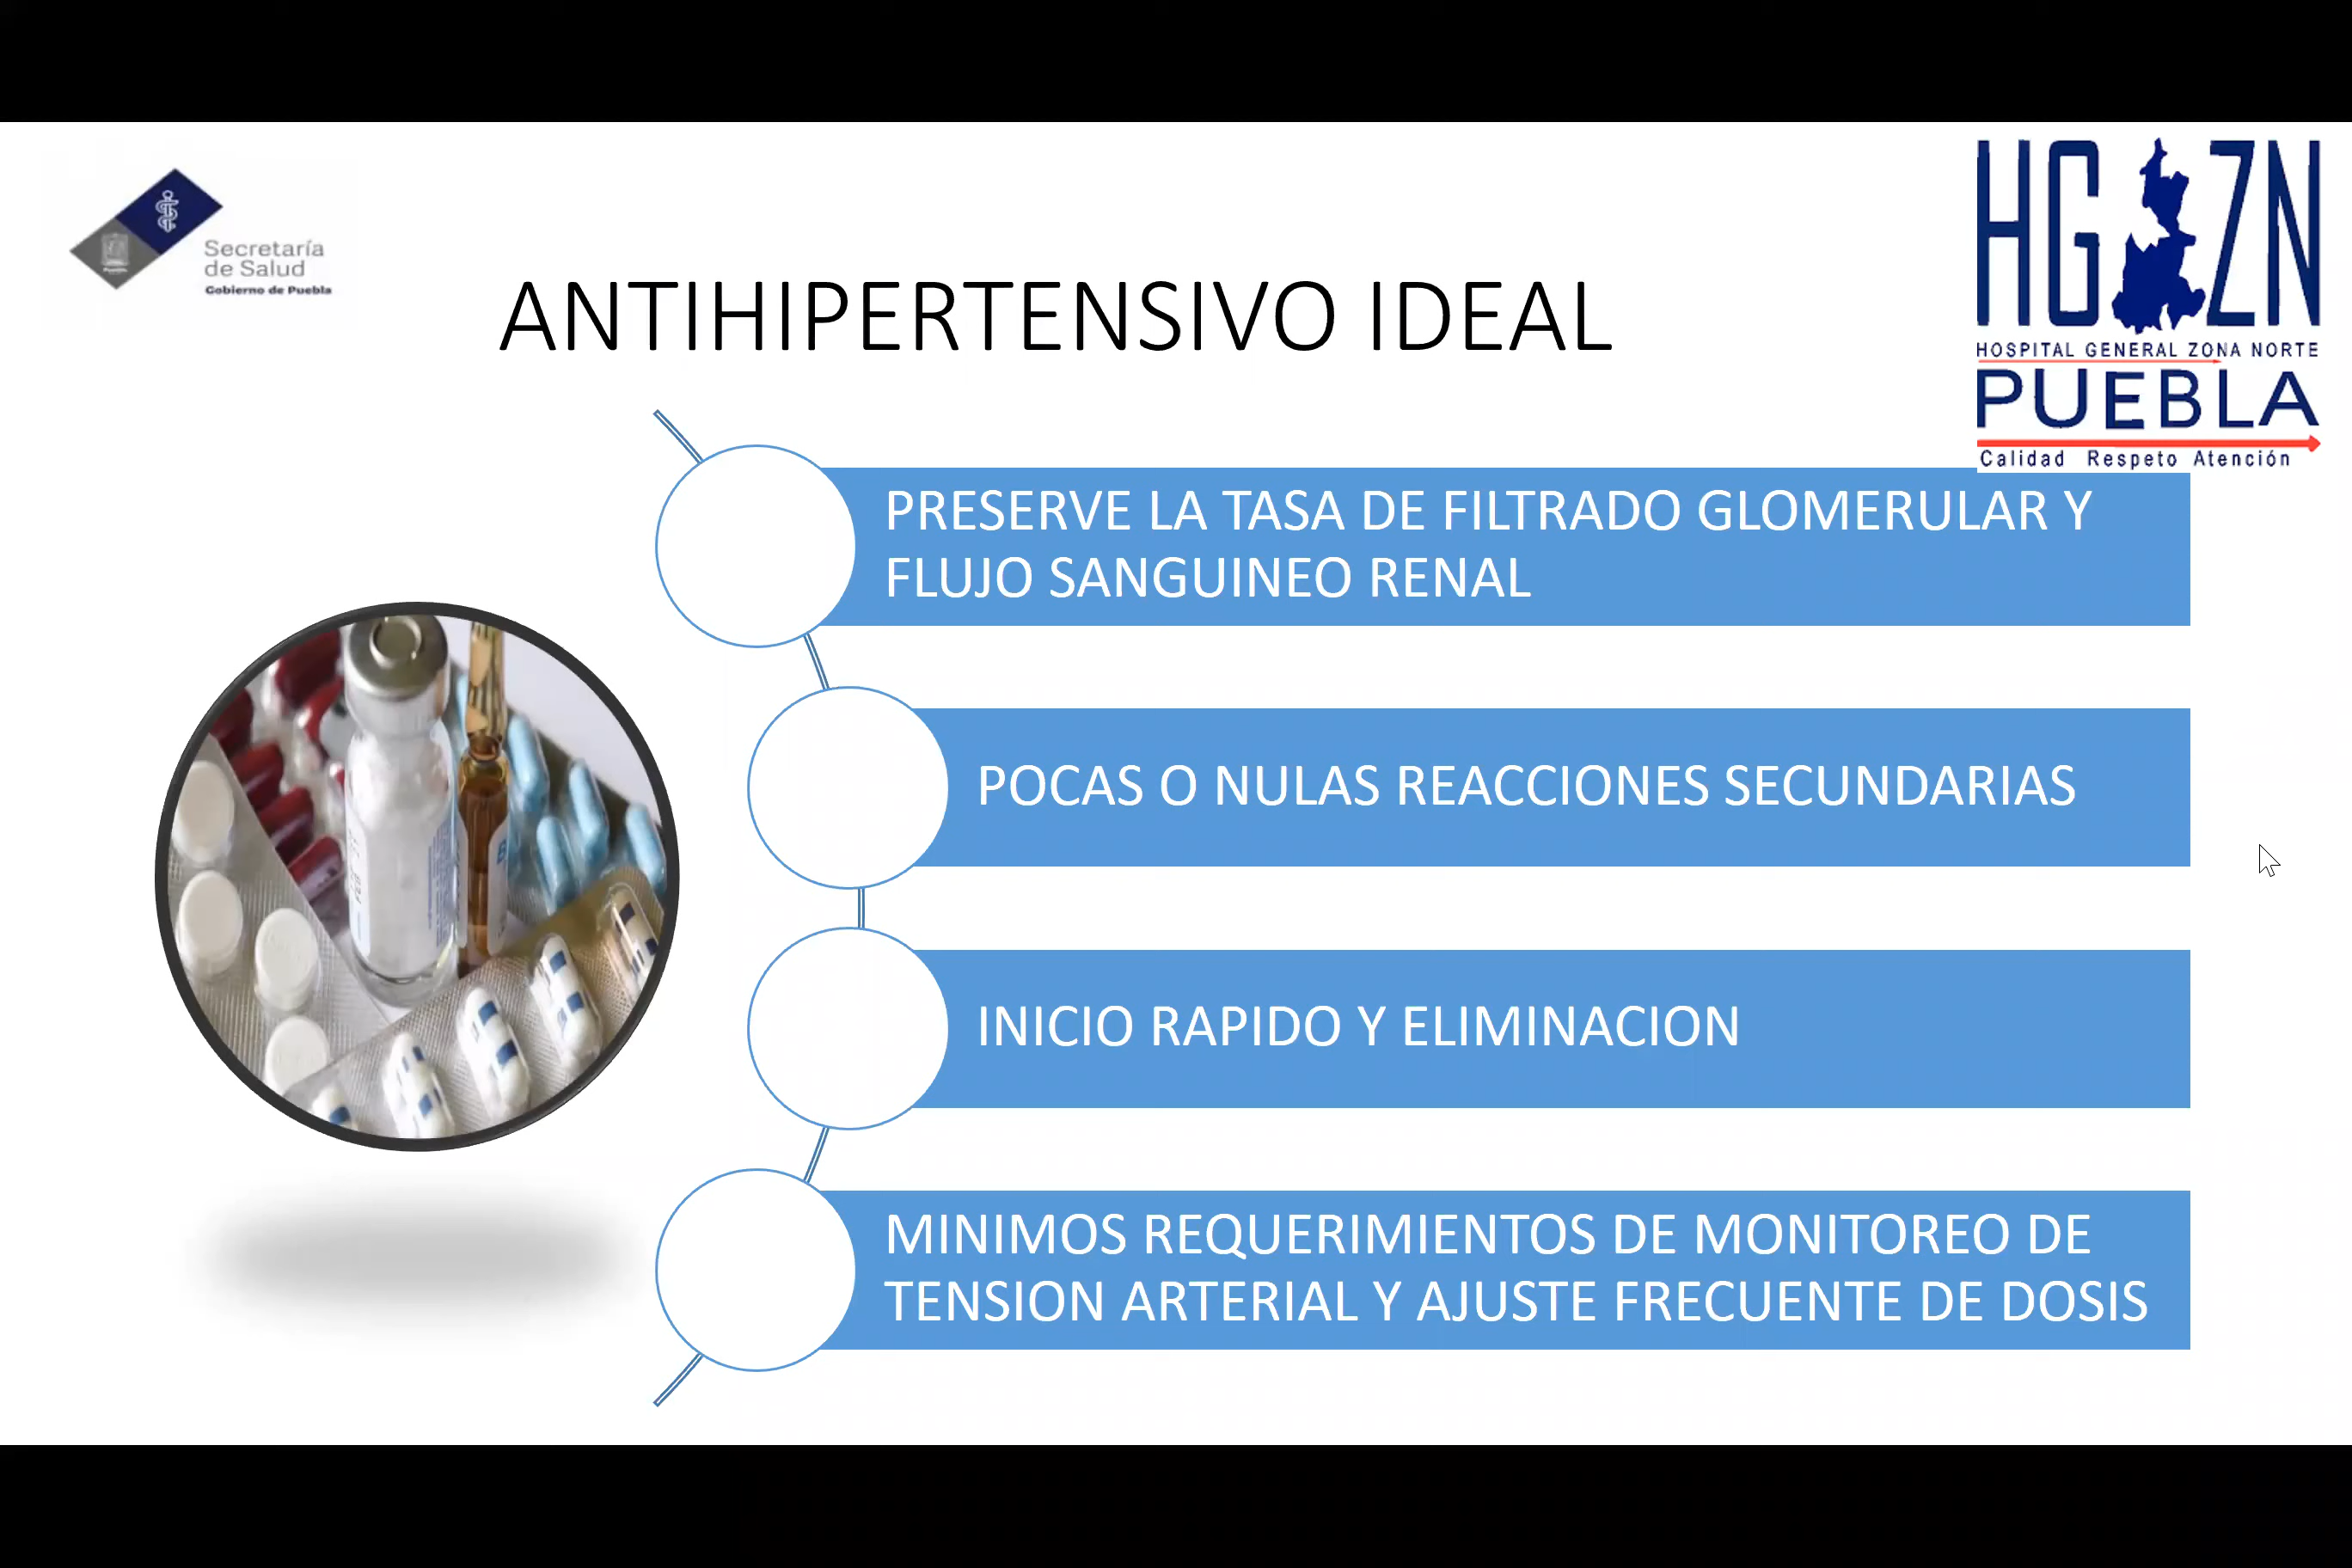 Secretaría
de Salud
Gobierno de Puebla
HGZN
HOSPITAL GENERAL ZONA NORTE
PUEBLA
Calidad Respeto Atención
ANTIHIPERTENSIVO IDEAL
PRESERVE LA TASA DE FILTRADO GLOMERULAR Y
FLUJO SANGUINEO RENAL
POCAS O NULAS REACCIONES SECUNDARIAS
INICIO RAPIDO Y ELIMINACION
MINIMOS REQUERIMIENTOS DE MONITOREO DE
TENSION ARTERIAL Y AJUSTE FRECUENTE DE DOSIS